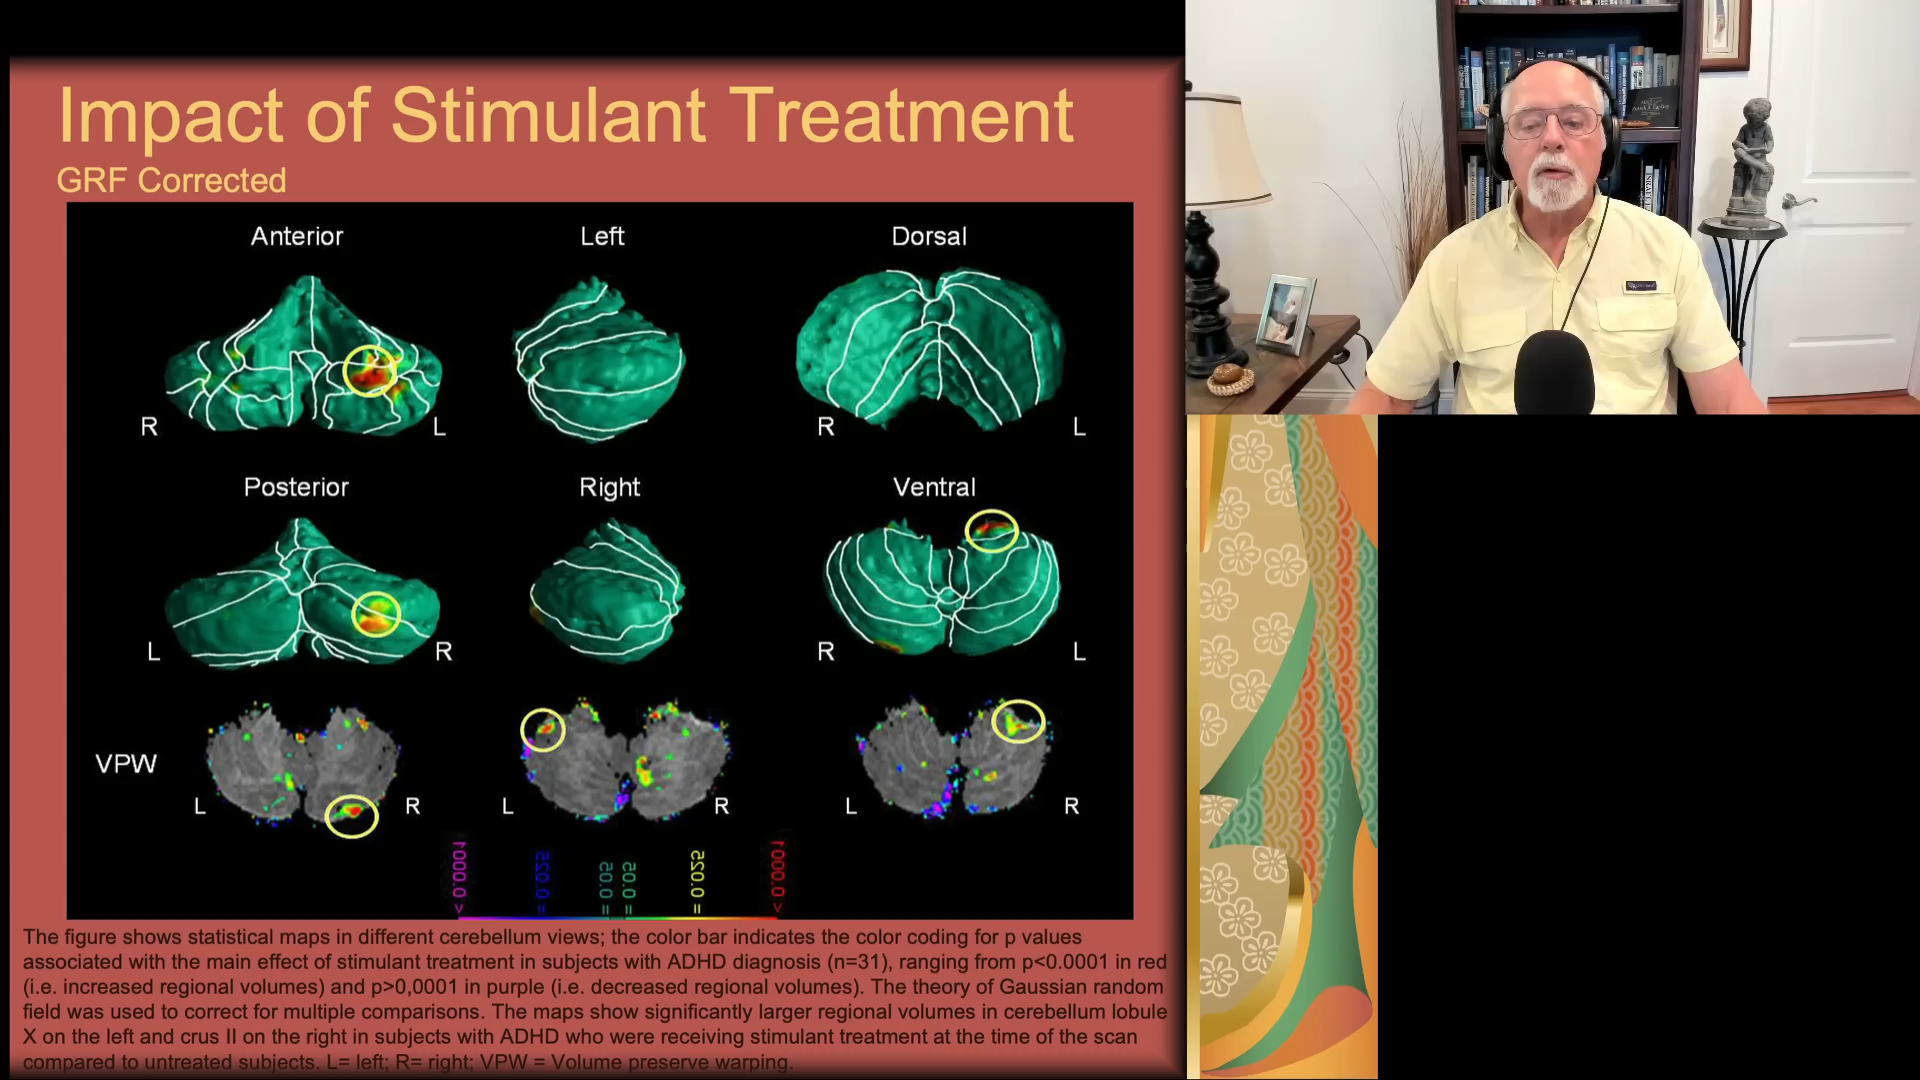 Impact of Stimulant Treatment
GRF Corrected
Anterior
Left
Dorsal
R
L
R
L
Posterior
Right
Ventral
L
R
R
L
VPW
L
R
L
R
L
R
< 0.0001
= 0.025
= 0.05
= 0.05
= 0.025
< 0.0001
The figure shows statistical maps in different cerebellum views; the color bar indicates the color coding for p values
associated with the main effect of stimulant treatment in subjects with ADHD diagnosis (n=31), ranging from p<0.0001 in red
(i.e. increased regional volumes) and p>0,0001 in purple (i.e. decreased regional volumes). The theory of Gaussian random
field was used to correct for multiple comparisons. The maps show significantly larger regional volumes in cerebellum lobule
X on the left and crus II on the right in subjects with ADHD who were receiving stimulant treatment at the time of the scan
compared to untreated subjects. L= left; R= right; VPW = Volume preserve warping.